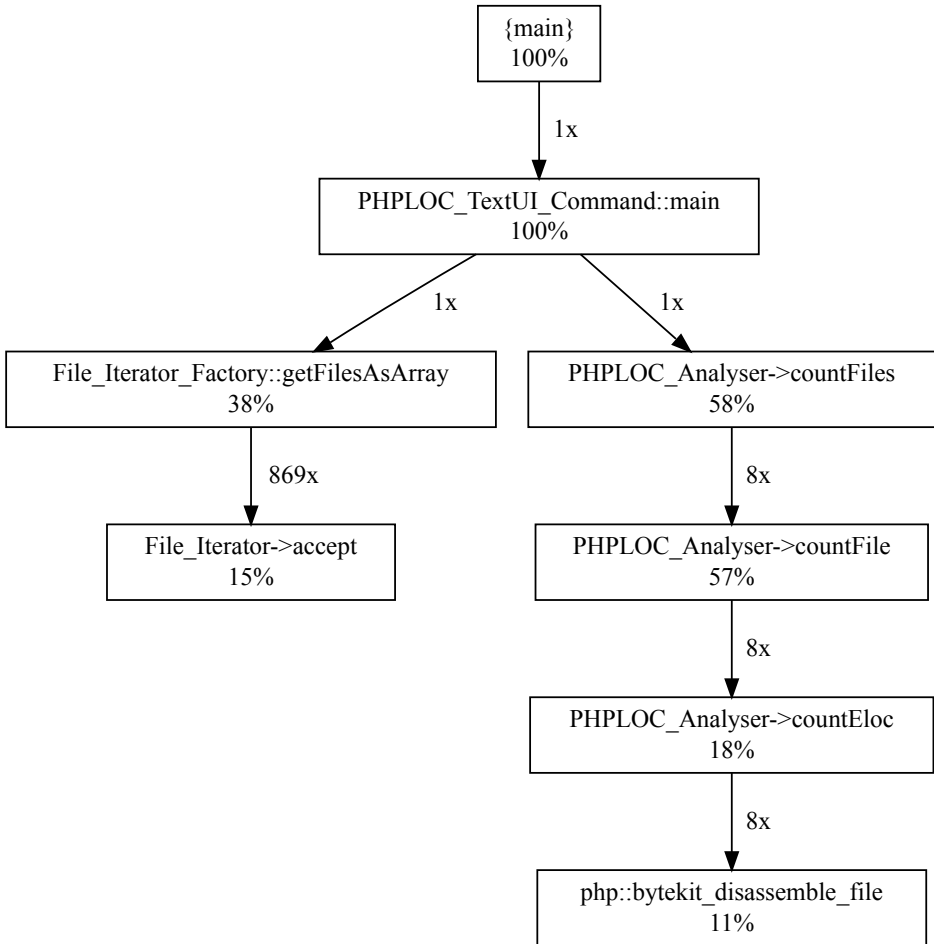 {main}
100%
1x
PHPLOC_TextUI_Command::main
100%
1x
1x
File_Iterator_Factory::getFilesAsArray
38%
PHPLOC_Analyser->countFiles
58%
869x
8x
File_Iterator->accept
15%
PHPLOC_Analyser->countFile
57%
8x
PHPLOC_Analyser->countEloc
18%
8x
php::bytekit_disassemble_file
11%